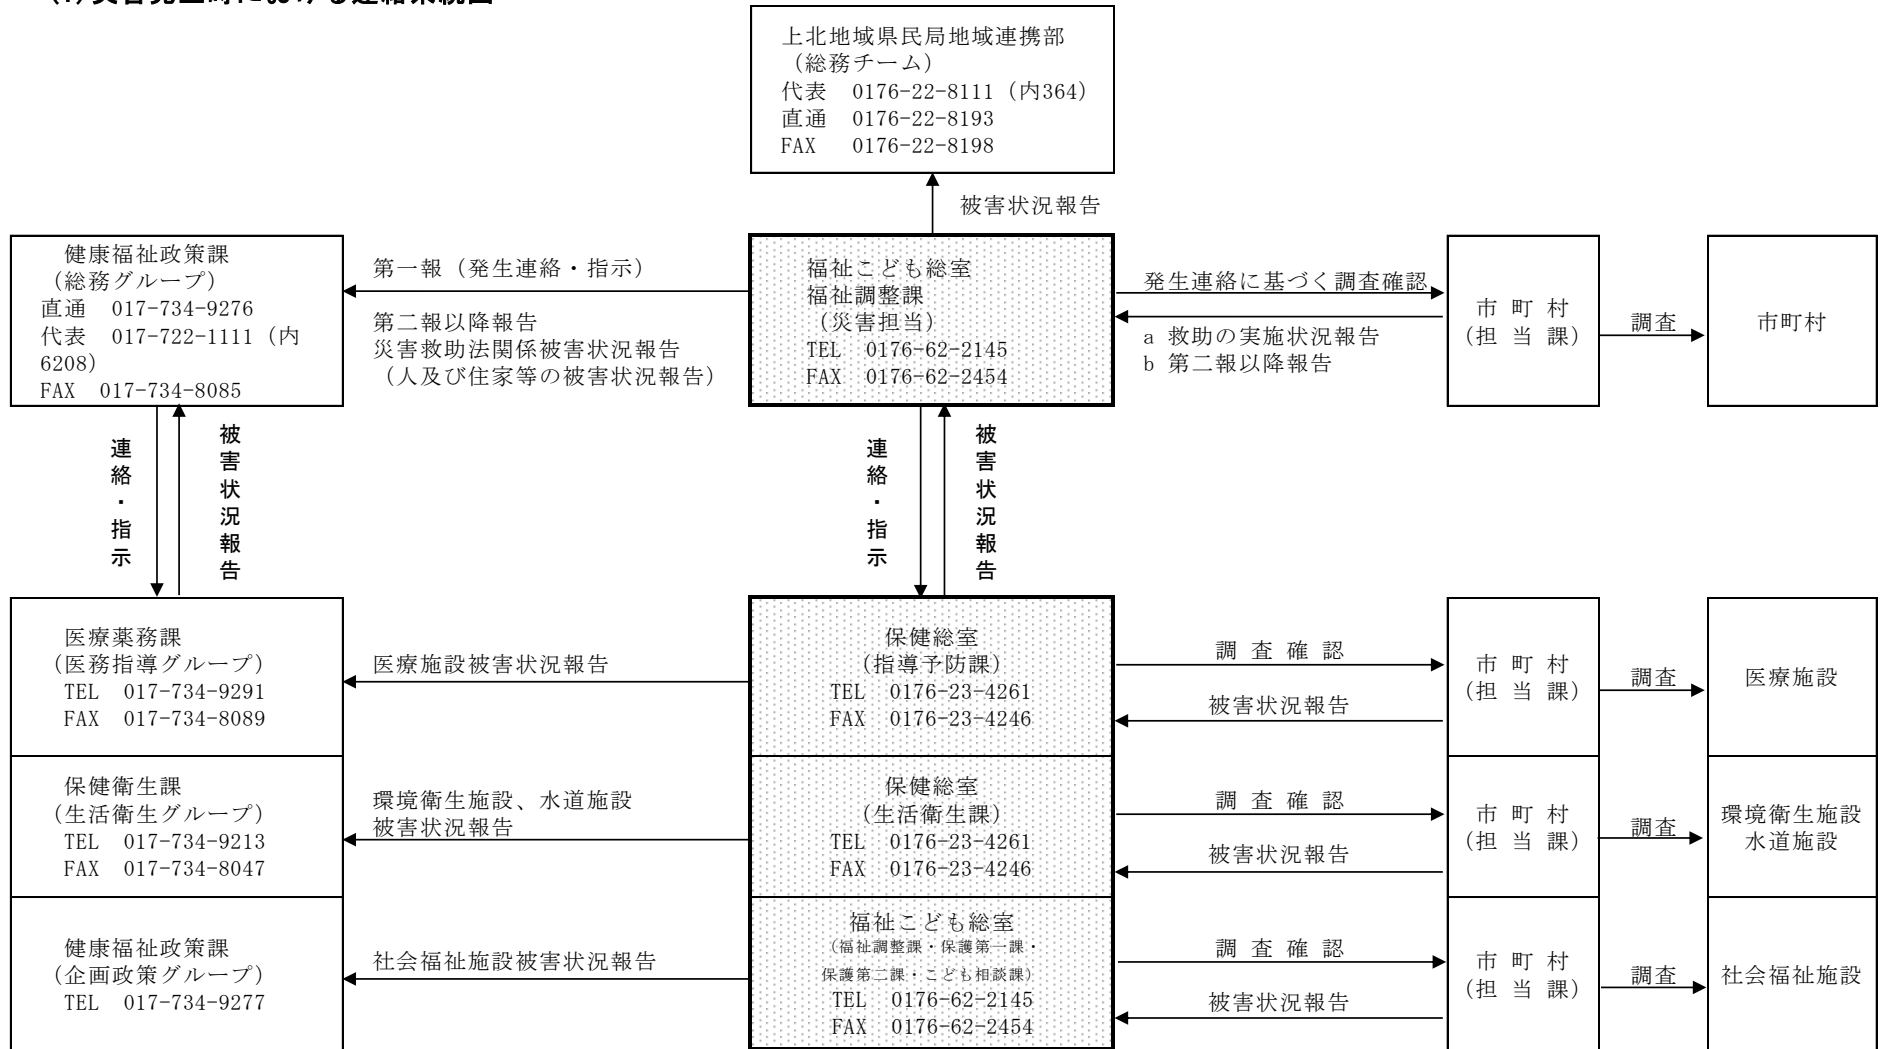 (1)災害発生時における連絡系統図
上北地域県民局地域連携部
（総務チーム）
代表　0176-22-8111（内364）
直通　0176-22-8193
FAX　0176-22-8198
被害状況報告
健康福祉政策課
（総務グループ）
直通　017-734-9276
代表　017-722-1111（内
6208）
FAX　017-734-8085
第一報（発生連絡・指示）
第二報以降報告
災害救助法関係被害状況報告
（人及び住家等の被害状況報告）
福祉こども総室
福祉調整課
（災害担当）
TEL　0176-62-2145
FAX　0176-62-2454
発生連絡に基づく調査確認
a 救助の実施状況報告
b 第二報以降報告
市 町 村
（担 当 課）
調査
市町村
連絡・指示
被害状況報告
連絡・指示
被害状況報告
医療薬務課
（医務指導グループ）
TEL　017-734-9291
FAX　017-734-8089
医療施設被害状況報告
保健総室
（指導予防課）
TEL　0176-23-4261
FAX　0176-23-4246
調 査 確 認
被害状況報告
市 町 村
（担 当 課）
調査
医療施設
保健衛生課
（生活衛生グループ）
TEL　017-734-9213
FAX　017-734-8047
環境衛生施設、水道施設
被害状況報告
保健総室
（生活衛生課）
TEL　0176-23-4261
FAX　0176-23-4246
調 査 確 認
被害状況報告
市 町 村
（担 当 課）
調査
環境衛生施設
水道施設
健康福祉政策課
（企画政策グループ）
TEL　017-734-9277
社会福祉施設被害状況報告
福祉こども総室
（福祉調整課・保護第一課・
保護第二課・こども相談課）
TEL　0176-62-2145
FAX　0176-62-2454
調 査 確 認
被害状況報告
市 町 村
（担 当 課）
調査
社会福祉施設